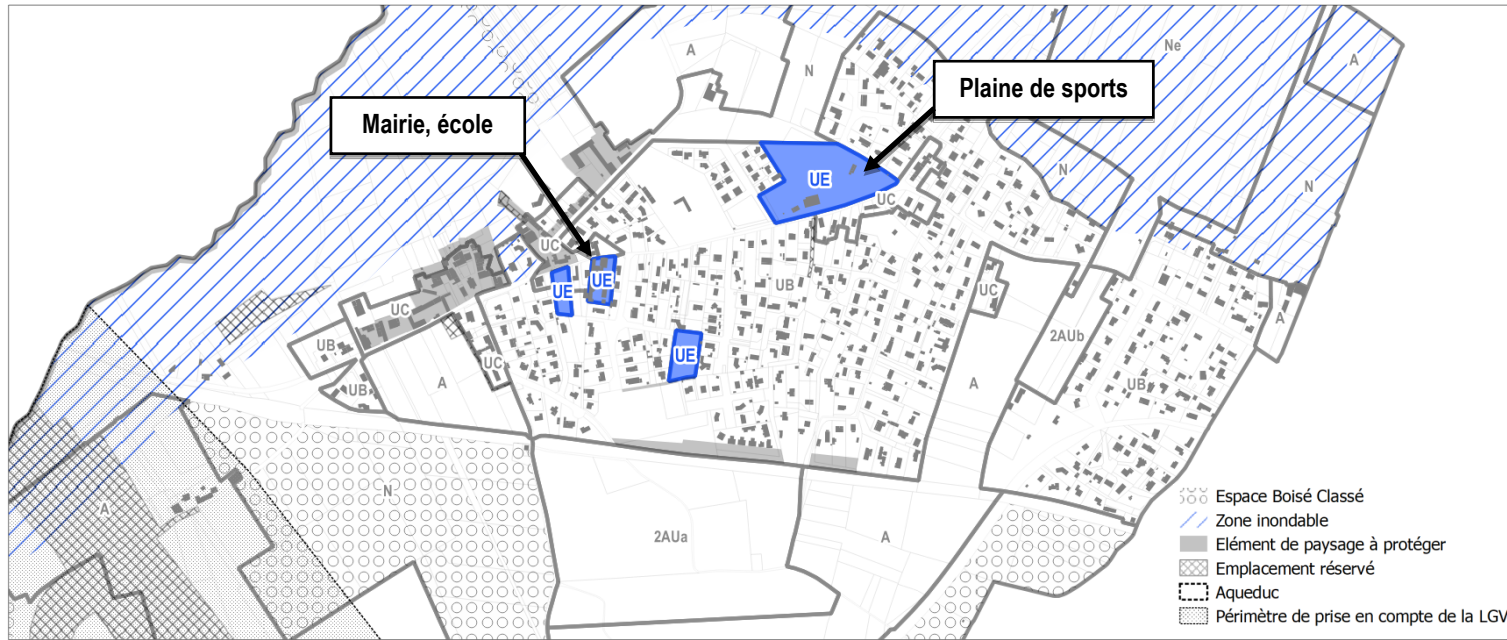 A
Ne
A
N
Plaine de sports
Mairie, école
N
N
UE
UC
UC
UE
UE
UB
UC
UC
2AUb
A
UB
UE
UC
A
UB
A
UB
N
A
2AUa
A
Espace Boisé Classé
Zone inondable
Elément de paysage à protéger
Emplacement réservé
Aqueduc
Périmètre de prise en compte de la LGV